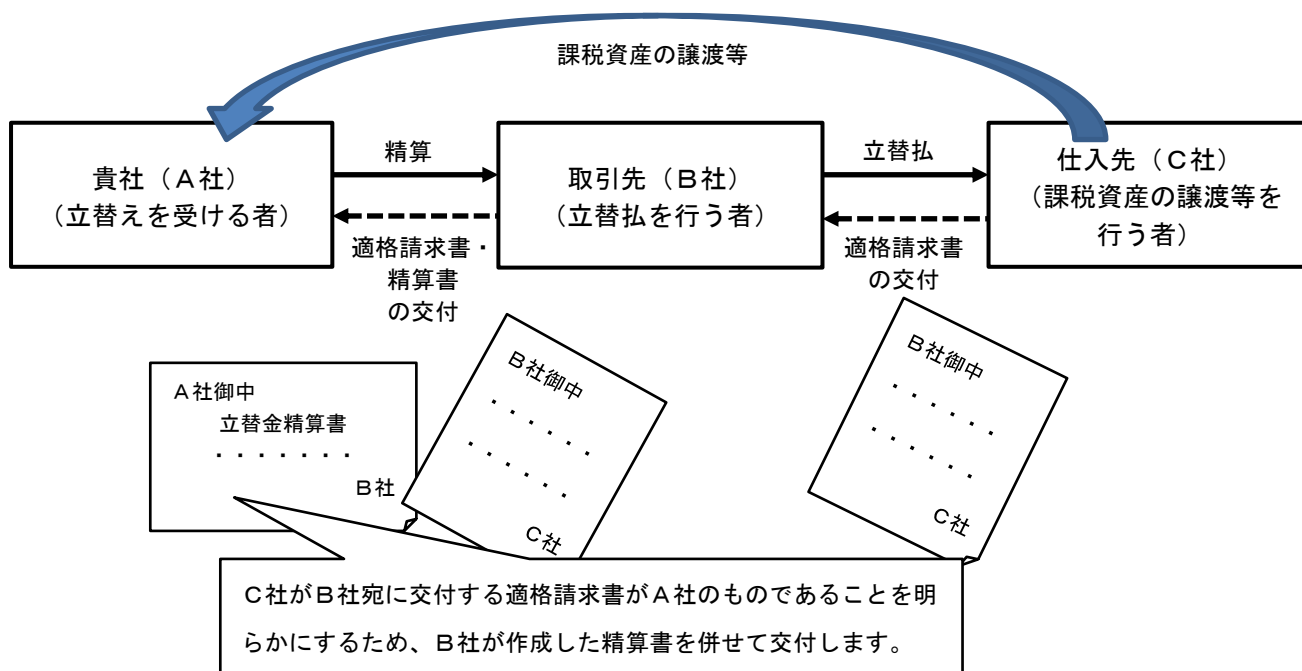 課税資産の譲渡等
貴社（Ａ社）
（立替えを受ける者）
精算
適格請求書・
精算書
の交付
取引先（Ｂ社）
（立替払を行う者）
立替払
適格請求書
の交付
仕入先（Ｃ社）
（課税資産の譲渡等を
行う者）
Ａ社御中
立替金精算書
・・・・・・・
Ｂ社
Ｂ社御中
・・・・・・
・・・・・・
Ｃ社
Ｂ社御中
・・・・・・
・・・・・・
Ｃ社
Ｃ社がＢ社宛に交付する適格請求書がＡ社のものであることを明
らかにするため、Ｂ社が作成した精算書を併せて交付します。